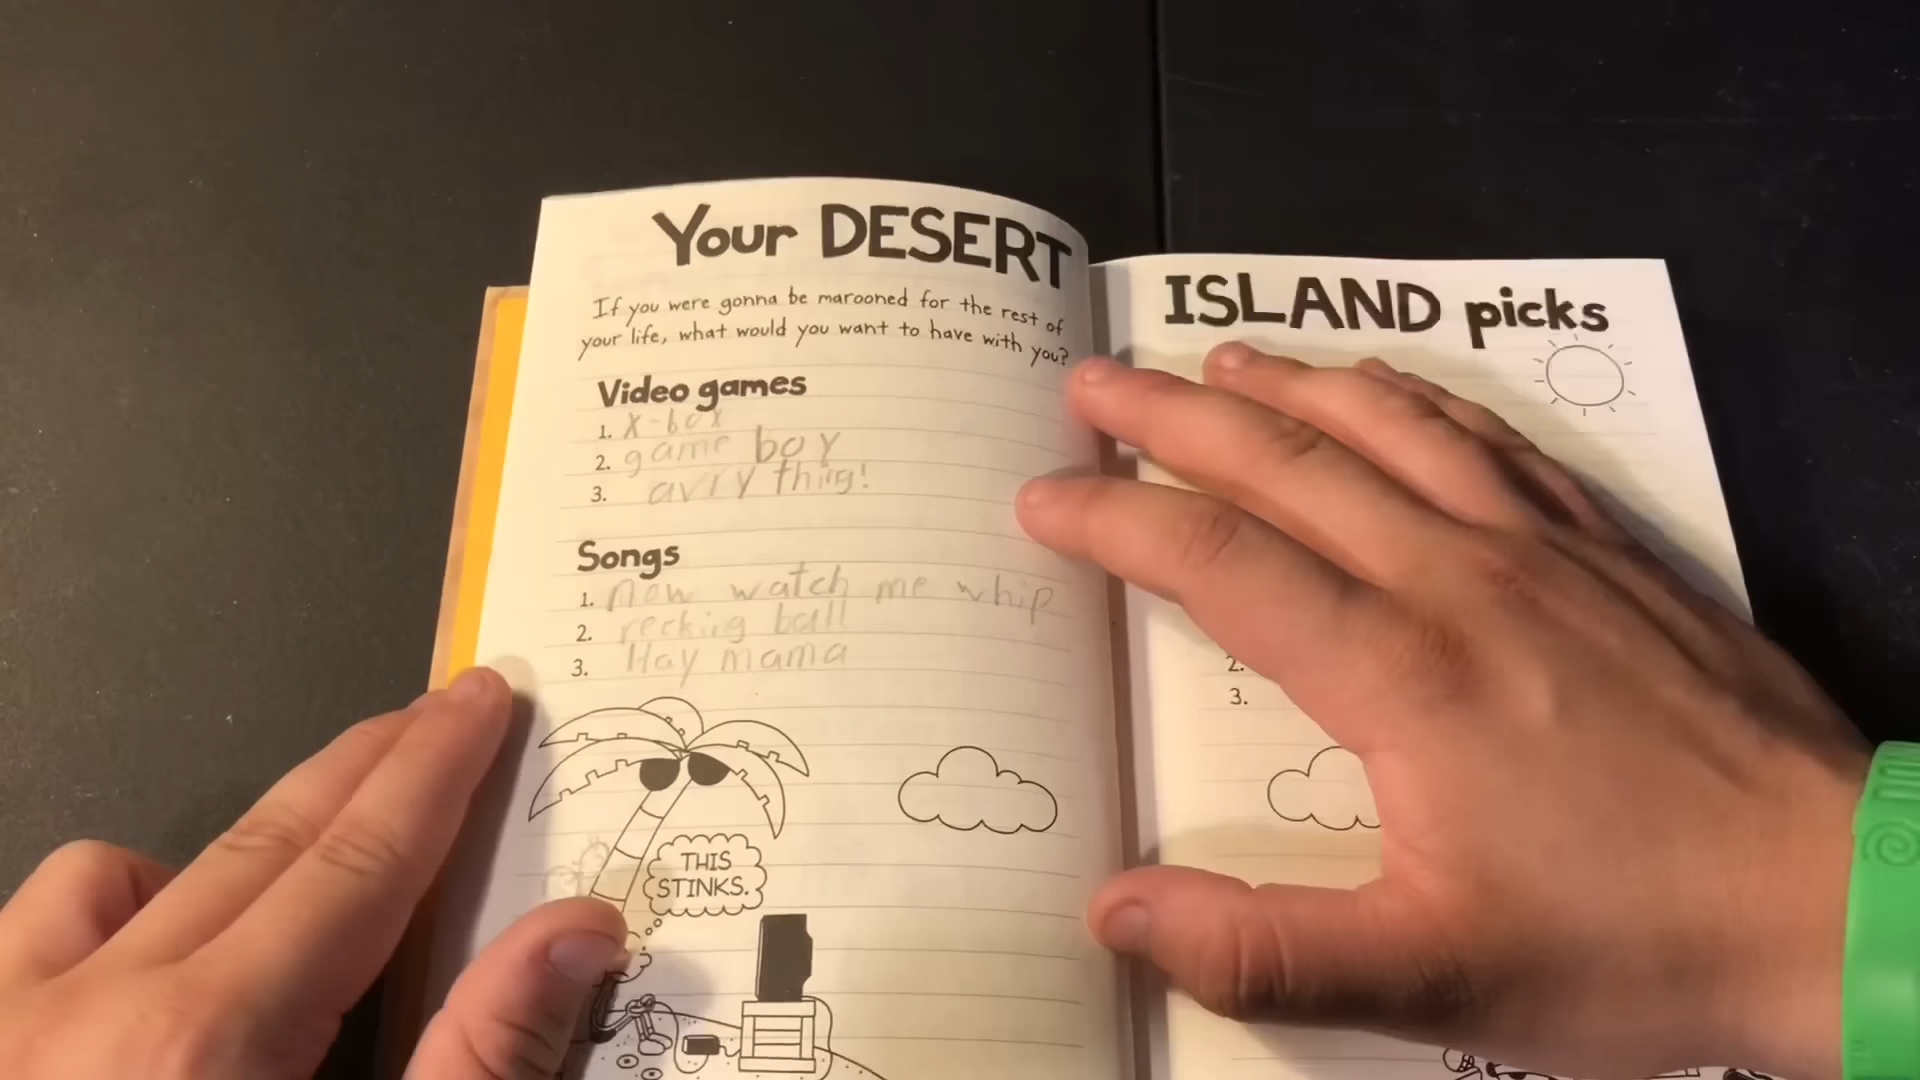 Your DESERT
If you were gonna be marooned for the rest of
your life, what would you want to have with you?
Video games
1. x-box
2. game boy
3. avry thing!
Songs
1. now watch me whip
2. recking ball
3. Hay mama
THIS
STINKS.
ISLAND picks
2.
3.